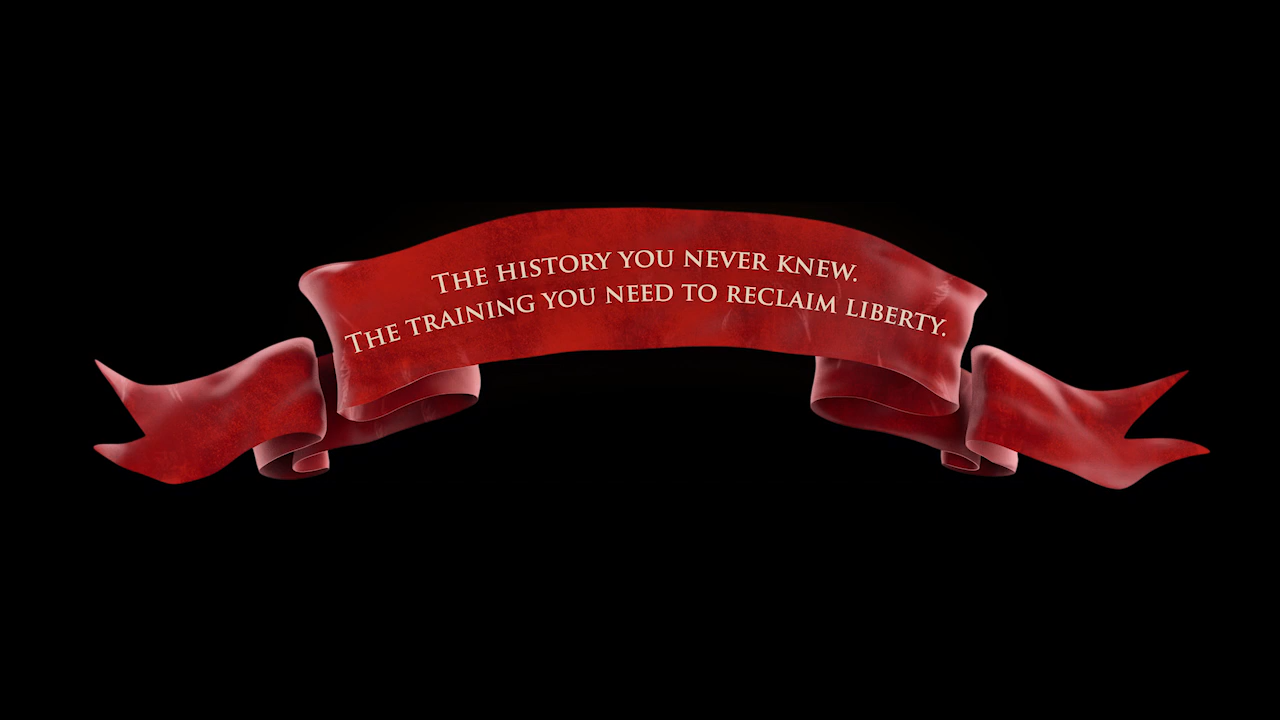 The history you never knew.
The training you need to reclaim liberty.